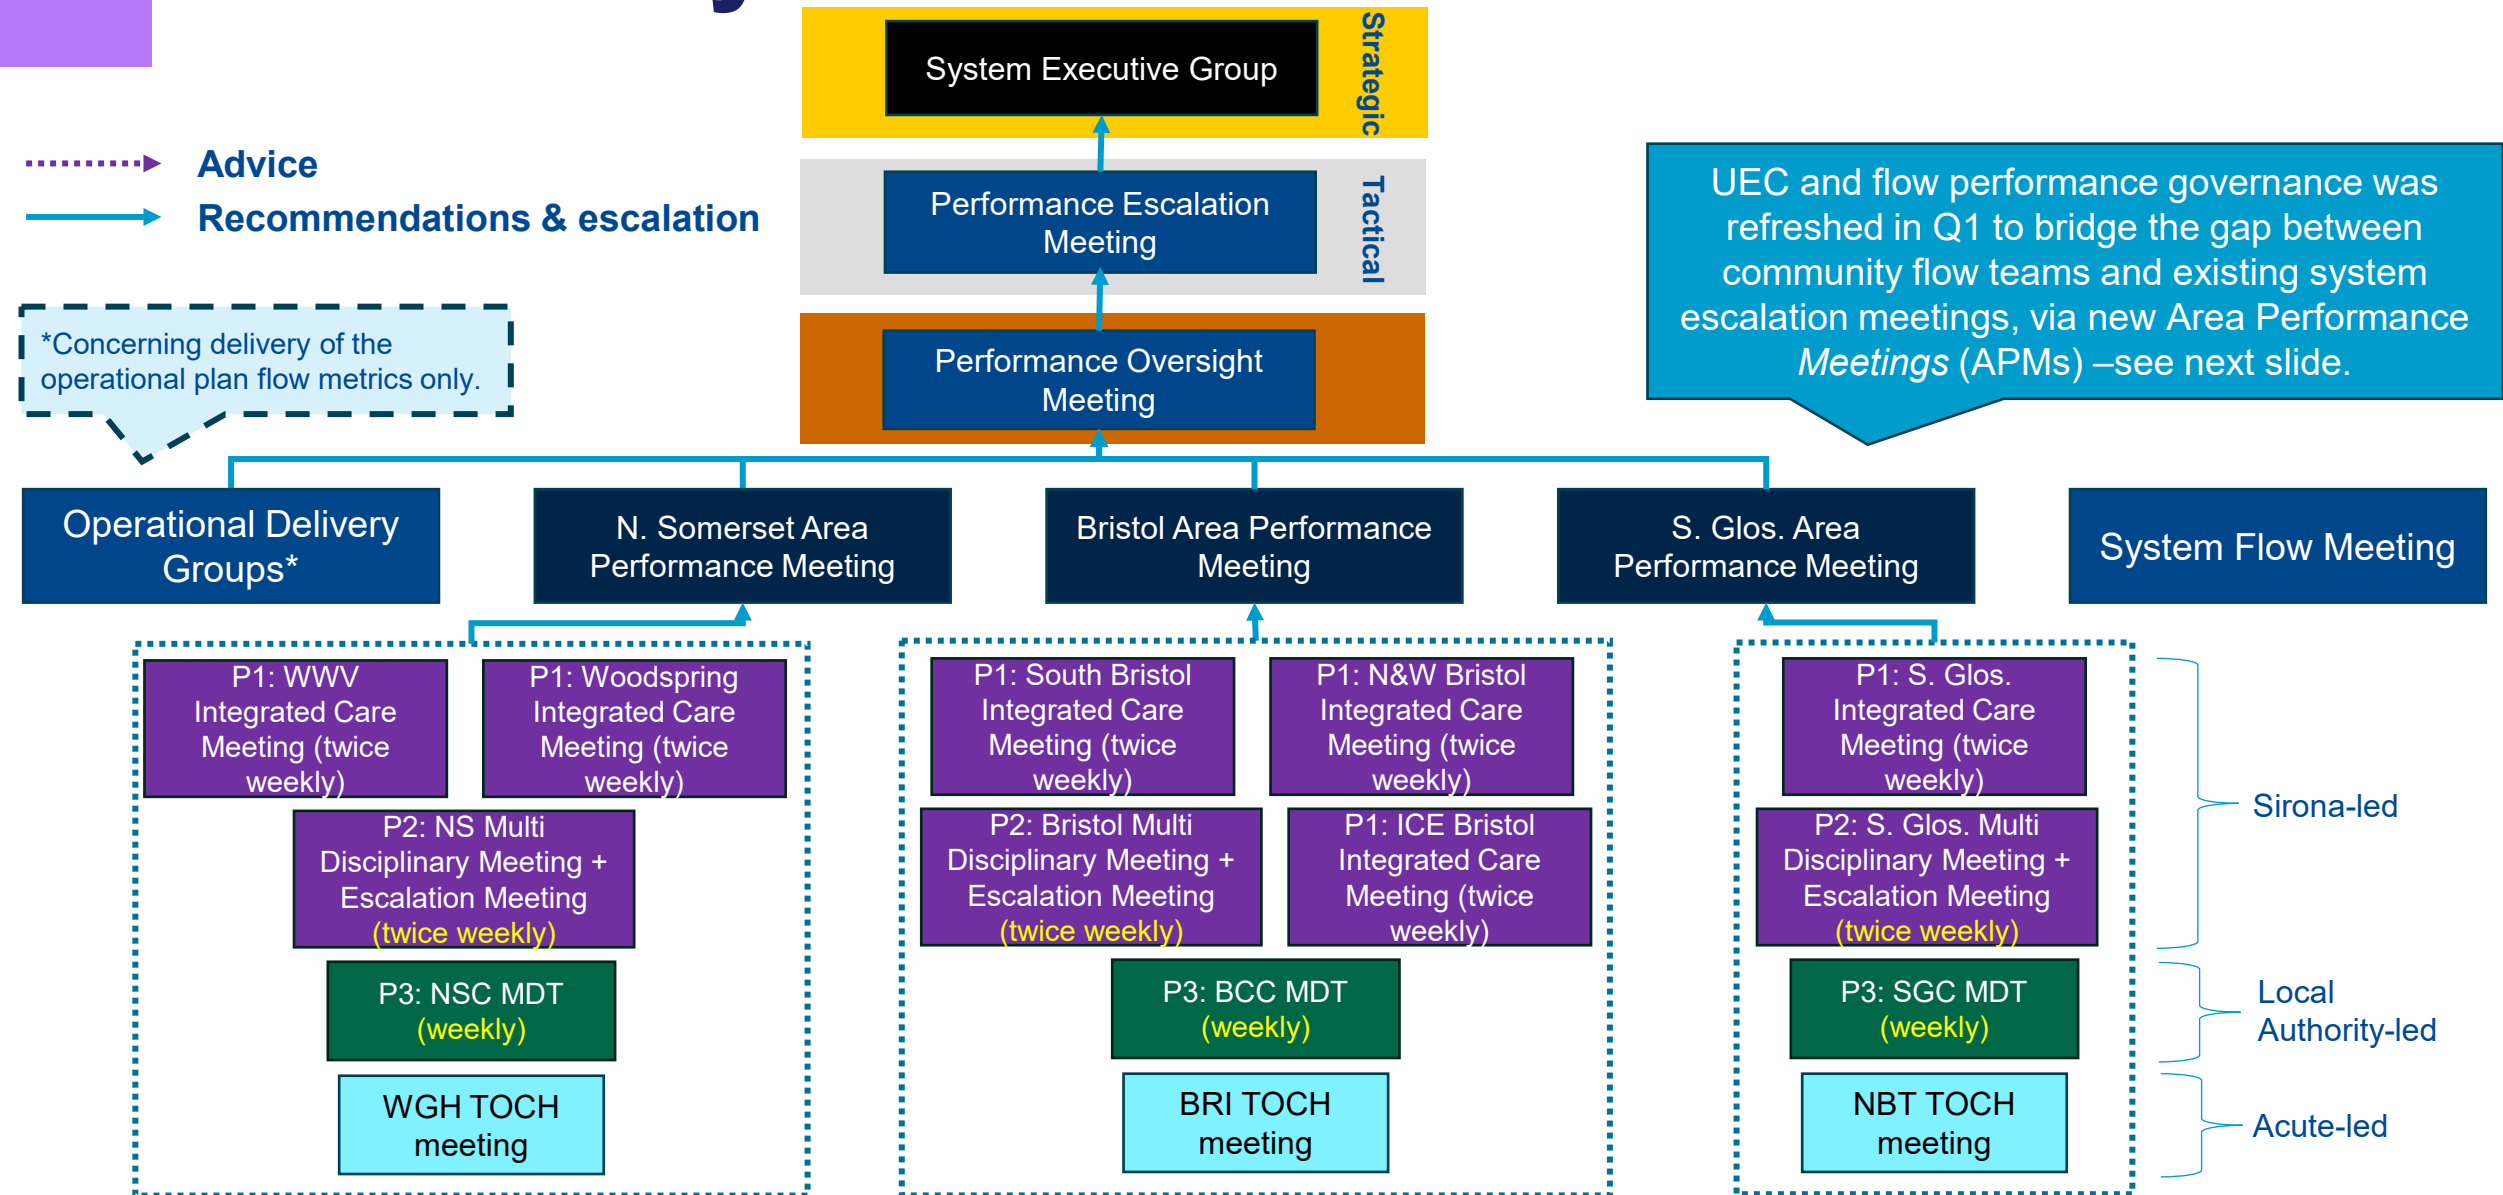 System Executive Group
Strategic
Advice
Recommendations & escalation
Performance Escalation
Meeting
Tactical
UEC and flow performance governance was
refreshed in Q1 to bridge the gap between
community flow teams and existing system
escalation meetings, via new Area Performance
Meetings (APMs) –see next slide.
*Concerning delivery of the
operational plan flow metrics only.
Performance Oversight
Meeting
Operational Delivery
Groups*
N. Somerset Area
Performance Meeting
Bristol Area Performance
Meeting
S. Glos. Area
Performance Meeting
System Flow Meeting
P1: WWV
Integrated Care
Meeting (twice
weekly)
P1: Woodspring
Integrated Care
Meeting (twice
weekly)
P2: NS Multi
Disciplinary Meeting +
Escalation Meeting
(twice weekly)
P3: NSC MDT
(weekly)
WGH TOCH
meeting
P1: South Bristol
Integrated Care
Meeting (twice
weekly)
P1: N&W Bristol
Integrated Care
Meeting (twice
weekly)
P2: Bristol Multi
Disciplinary Meeting +
Escalation Meeting
(twice weekly)
P1: ICE Bristol
Integrated Care
Meeting (twice
weekly)
P3: BCC MDT
(weekly)
BRI TOCH
meeting
P1: S. Glos.
Integrated Care
Meeting (twice
weekly)
P2: S. Glos. Multi
Disciplinary Meeting +
Escalation Meeting
(twice weekly)
P3: SGC MDT
(weekly)
NBT TOCH
meeting
Sirona-led
Local
Authority-led
Acute-led